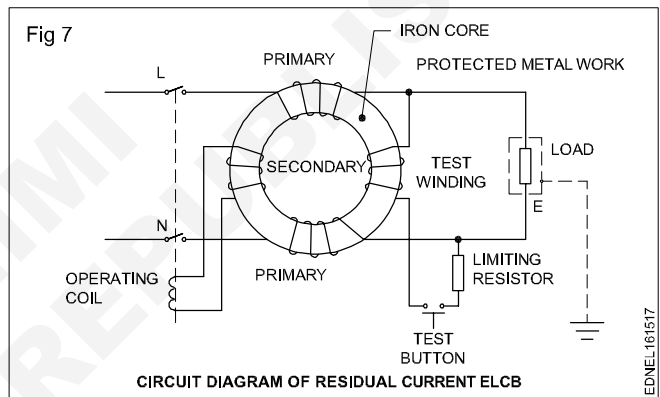 Fig 7
IRON CORE
PRIMARY
PROTECTED METAL WORK
L
LOAD
SECONDARY
TEST
WINDING
E
N
OPERATING
COIL
PRIMARY
LIMITING
RESISTOR
TEST
BUTTON
CIRCUIT DIAGRAM OF RESIDUAL CURRENT ELCB
EDNEL161517